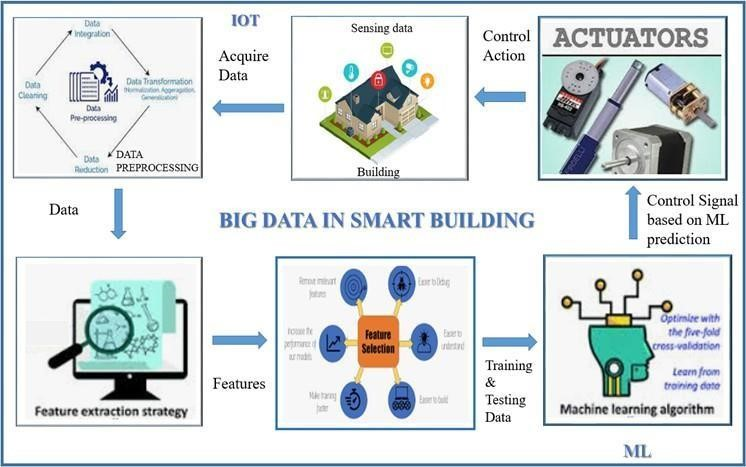 IOT
Data
Integration
Data
Cleaning
Data
Pre-processing
Data Transformation
(Normalization, Aggeragation,
Generalization)
Data
Reduction
DATA
PREPROCESSING
Acquire
Data
Sensing data
Building
Control
Action
ACTUATORS
Data
BIG DATA IN SMART BUILDING
Control Signal
based on ML
prediction
Feature extraction strategy
Features
Remove irrelevant
features
Easier to Debug
Increase the
performance of
our models
Feature
Selection
Easier to
understand
Make training
faster
Easier to build
Training
&
Testing
Data
Optimize with
the five-fold
cross-validation
Learn from
training data
Machine learning algorithm
ML